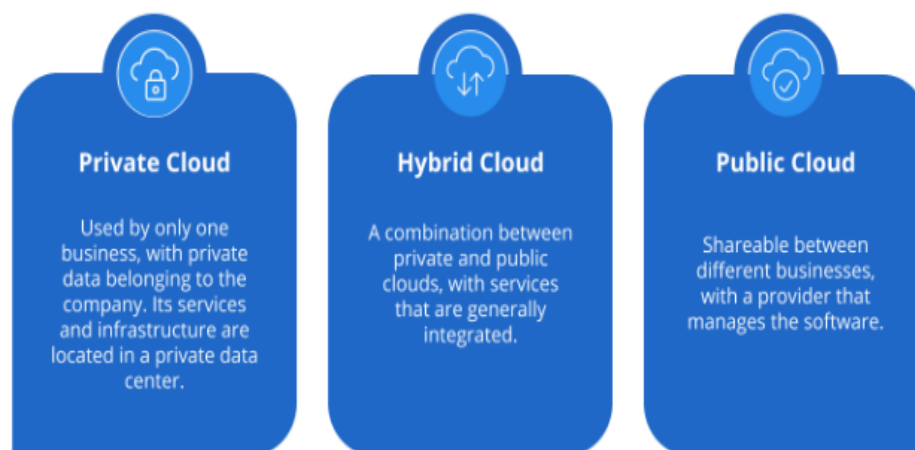 Private Cloud
Used by only one
business, with private
data belonging to the
company. Its services
and infrastructure are
located in a private data
center.
Hybrid Cloud
A combination between
private and public
clouds, with services
that are generally
integrated.
Public Cloud
Shareable between
different businesses,
with a provider that
manages the software.